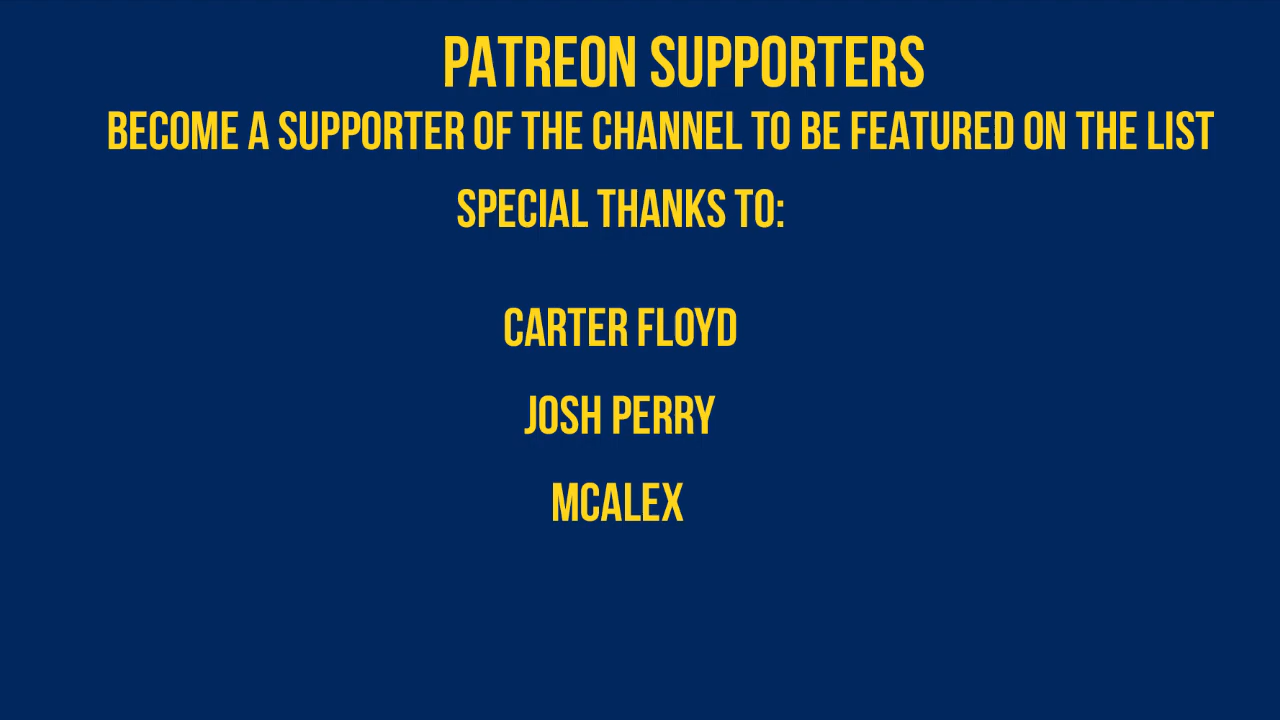 PATREON SUPPORTERS
BECOME A SUPPORTER OF THE CHANNEL TO BE FEATURED ON THE LIST
SPECIAL THANKS TO:
CARTER FLOYD
JOSH PERRY
MCALEX